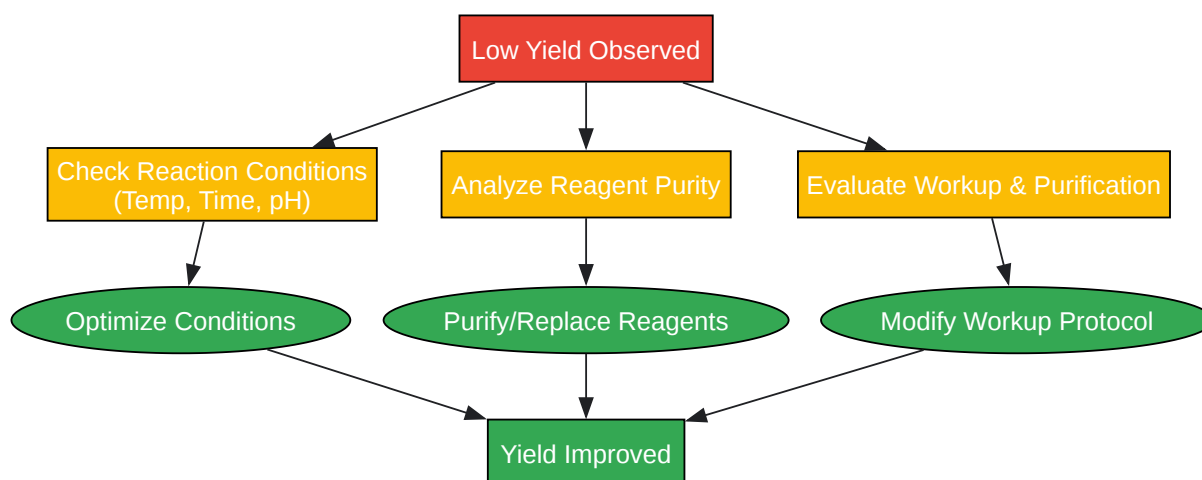 Low Yield Observed
Check Reaction Conditions
(Temp, Time, pH)
Analyze Reagent Purity
Evaluate Workup & Purification
Optimize Conditions
Purify/Replace Reagents
Modify Workup Protocol
Yield Improved